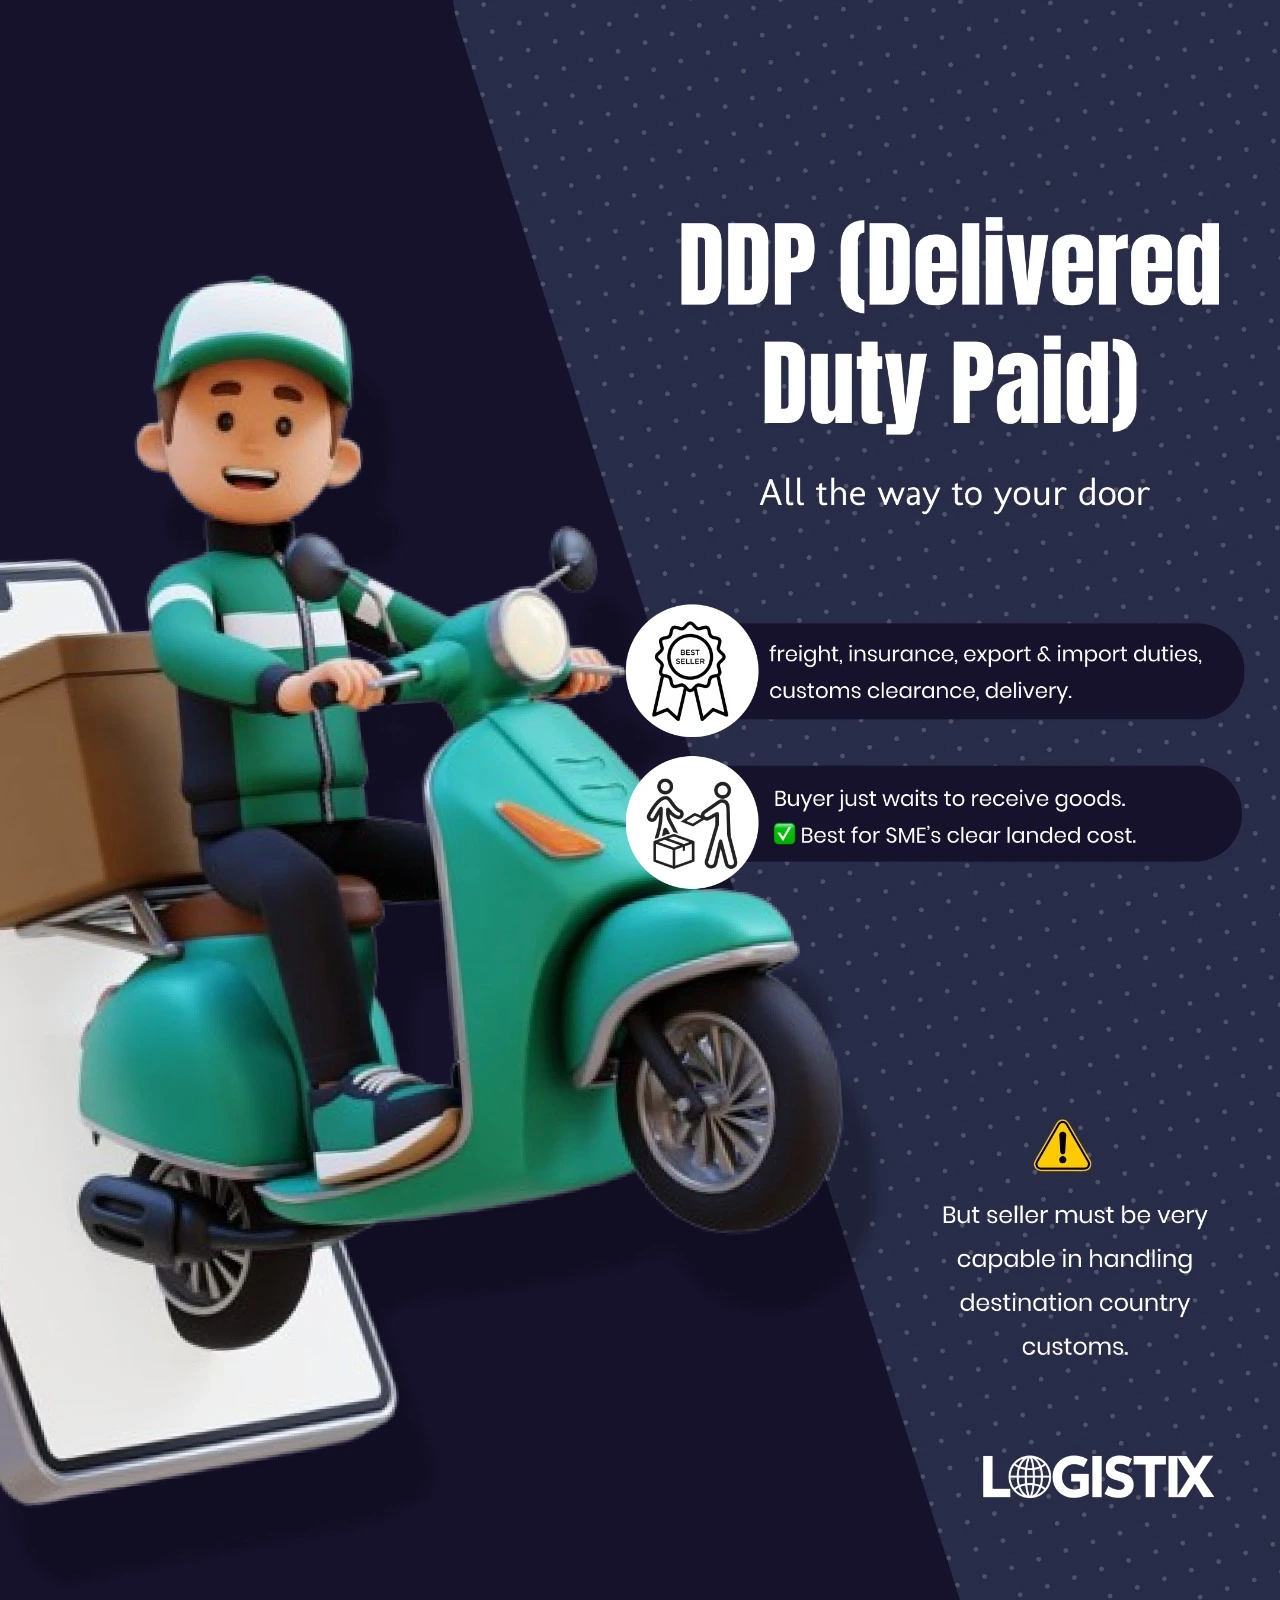 DDP (Delivered
Duty Paid)
All the way to your door
BEST
SELLER
freight, insurance, export & import duties,
customs clearance, delivery.
Buyer just waits to receive goods.
✅ Best for SME's clear landed cost.
But seller must be very
capable in handling
destination country
customs.
LOGISTIX